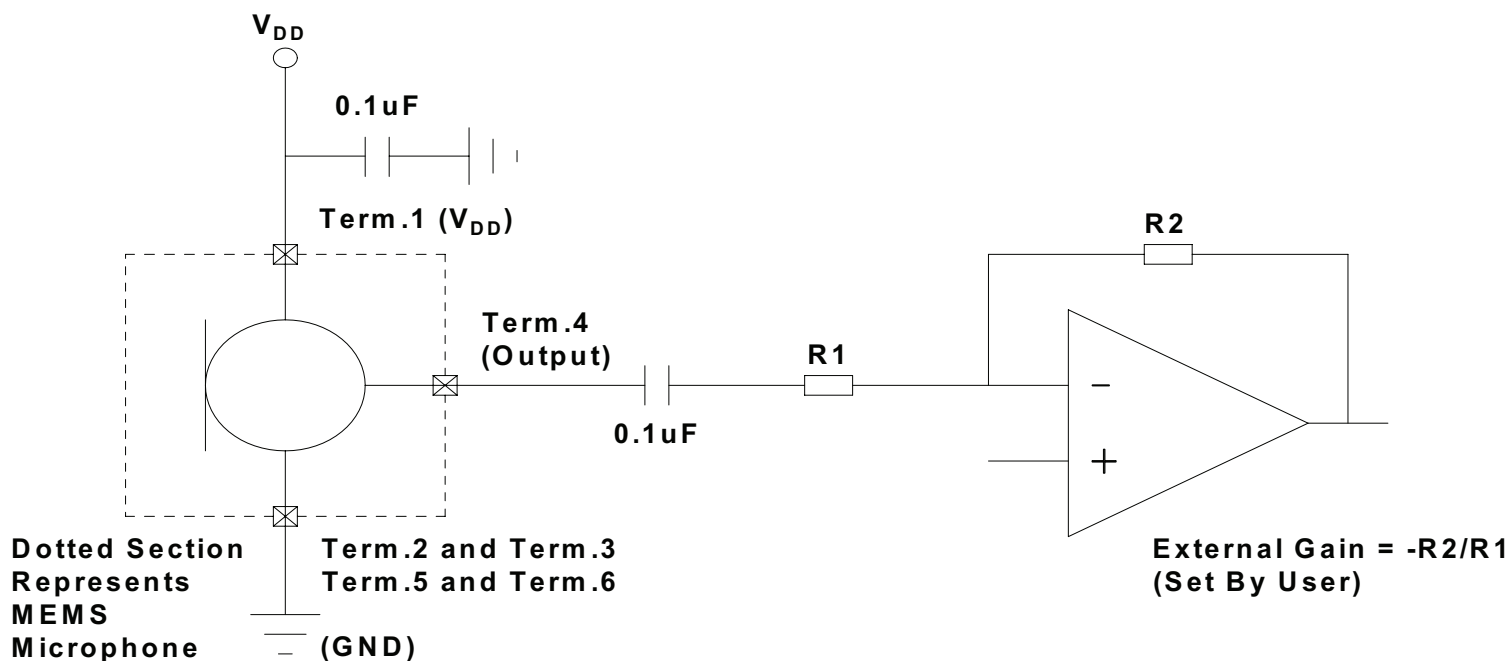 VDD
0.1uF
Term.1 (VDD)
R2
Term.4
(Output)
R1
0.1uF
-
+
Dotted Section
Represents
MEMS
Microphone
Term.2 and Term.3
Term.5 and Term.6
(GND)
External Gain = -R2/R1
(Set By User)